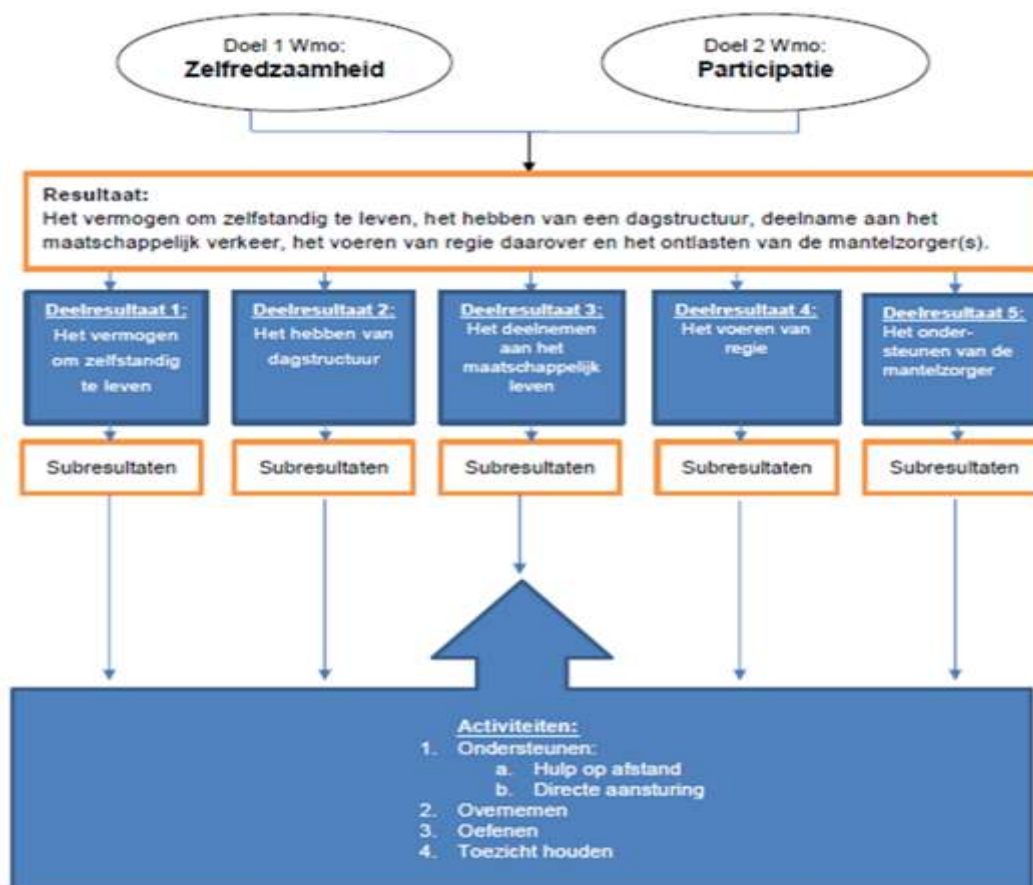 Doel 1 Wmo:
Zelfredzaamheid
Doel 2 Wmo:
Participatie
Resultaat:
Het vermogen om zelfstandig te leven, het hebben van een dagstructuur, deelname aan het
maatschappelijk verkeer, het voeren van regie daarover en het ontlasten van de mantelzorger(s).
Deelresultaat 1:
Het vermogen
om zelfstandig
te leven
Deelresultaat 2:
Het hebben van
dagstructuur
Deelresultaat 3:
Het deelnemen
aan het
maatschappelijk
leven
Deelresultaat 4:
Het voeren van
regie
Deelresultaat 5:
Het onder-
steunen van de
mantelzorger
Subresultaten
Subresultaten
Subresultaten
Subresultaten
Subresultaten
Activiteiten:
1. Ondersteunen:
a. Hulp op afstand
b. Directe aansturing
2. Overnemen
3. Oefenen
4. Toezicht houden